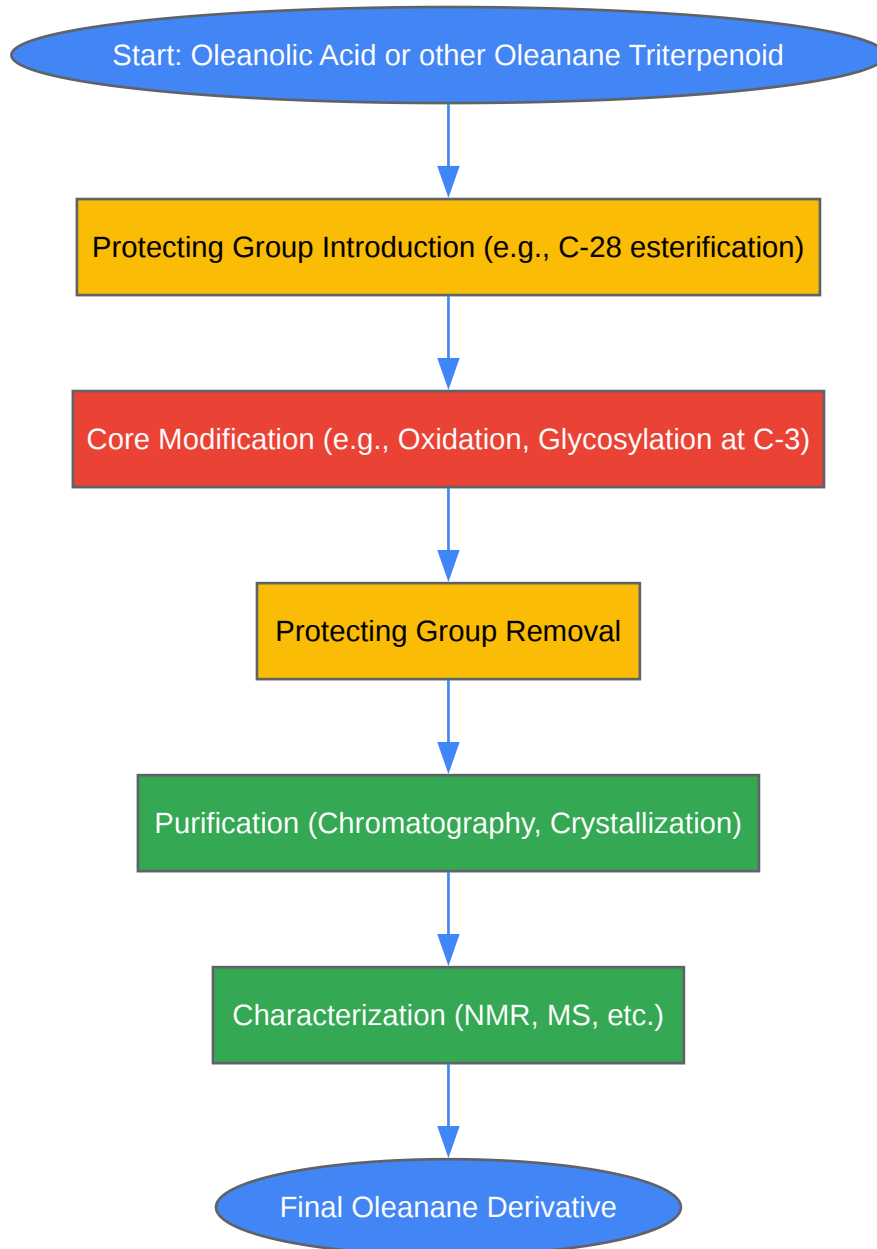 Start: Oleanolic Acid or other Oleanane Triterpenoid
Protecting Group Introduction (e.g., C-28 esterification)
Core Modification (e.g., Oxidation, Glycosylation at C-3)
Protecting Group Removal
Purification (Chromatography, Crystallization)
Characterization (NMR, MS, etc.)
Final Oleanane Derivative